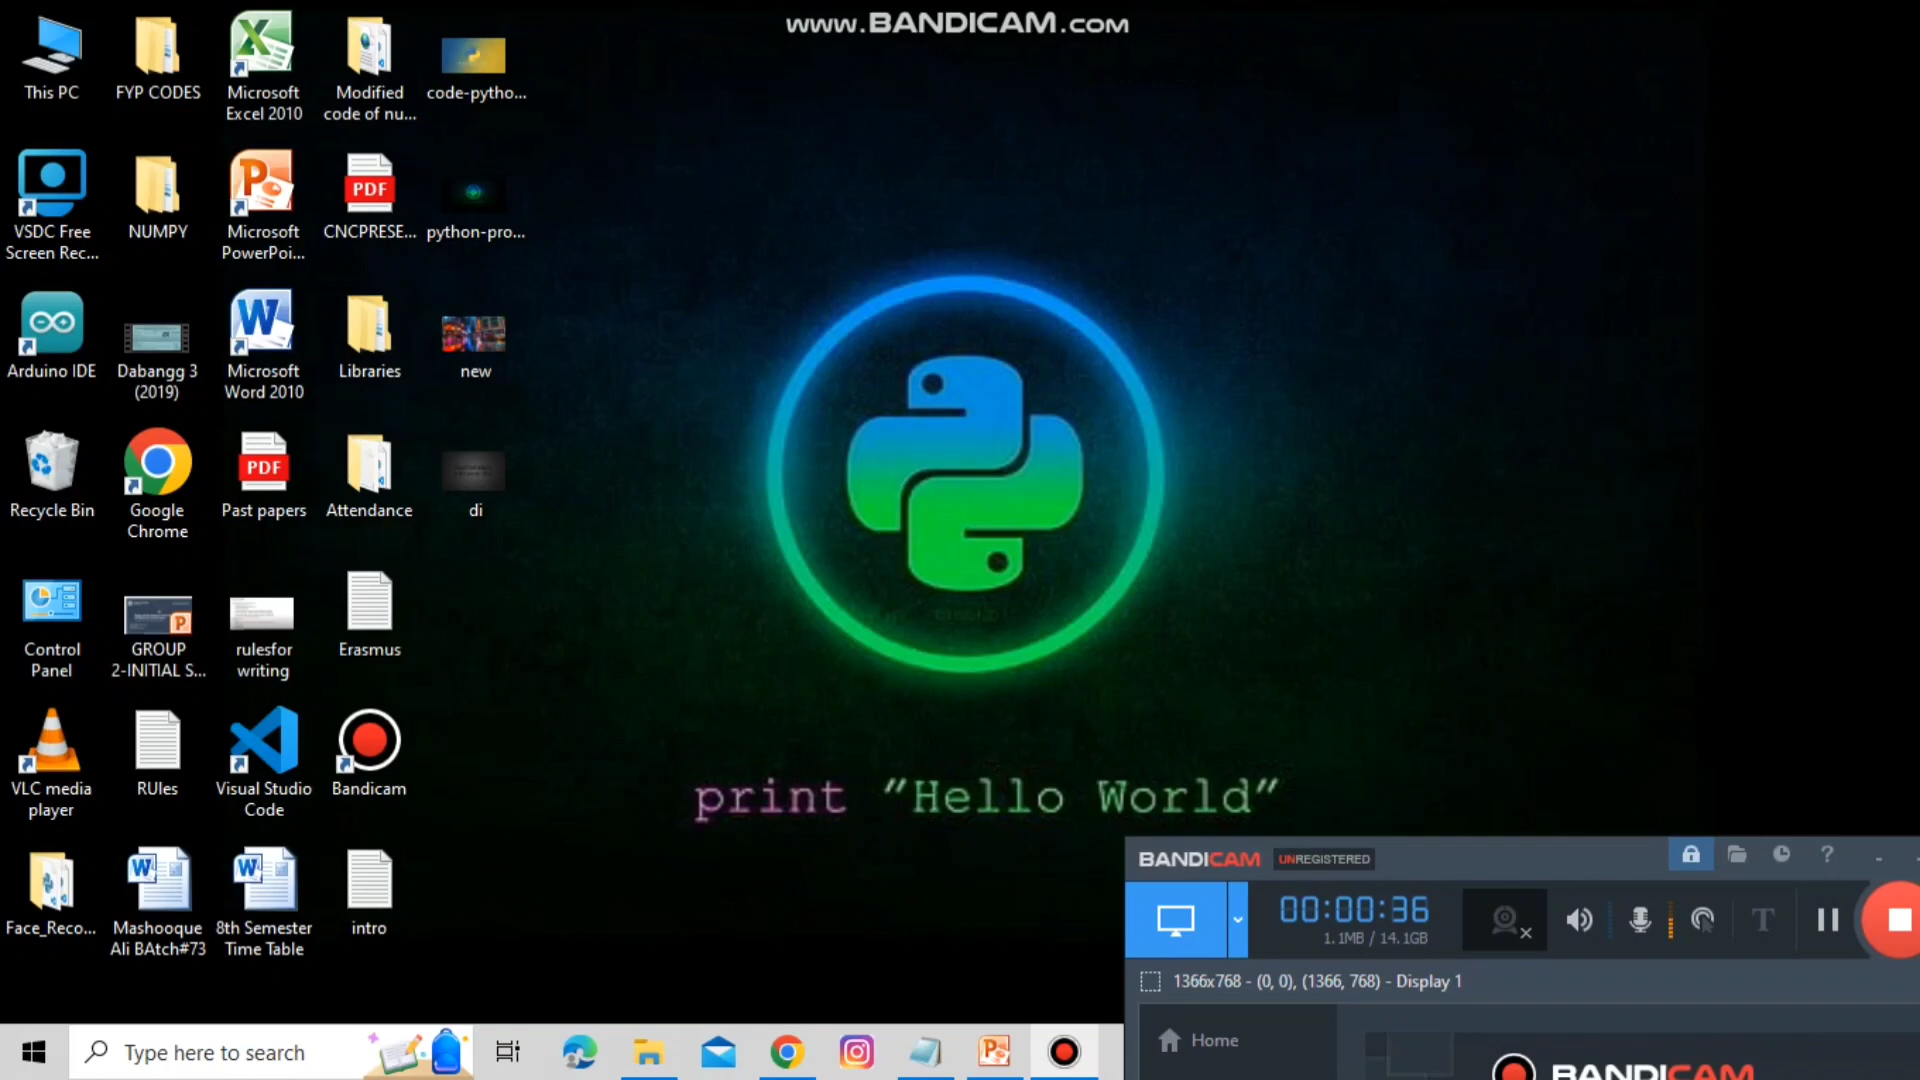 www.BANDICAM.com
This PC
FYP CODES
Microsoft
Excel 2010
Modified
code of nu...
code-pytho...
VSDC Free
Screen Rec...
NUMPY
Microsoft
PowerPoi...
PDF
CNCPRESE...
python-pro...
Arduino IDE
Dabangg 3
(2019)
Microsoft
Word 2010
Libraries
new
Recycle Bin
Google
Chrome
PDF
Past papers
Attendance
di
Control
Panel
GROUP
2-INITIAL S...
rulesfor
writing
Erasmus
VLC media
player
RUles
Visual Studio
Code
Bandicam
print "Hello World"
Face_Reco...
Mashooque
Ali BAtch#73
8th Semester
Time Table
intro
BANDICAM UNREGISTERED
00:00:36
1.1MB / 14.1GB
1366x768 - (0, 0), (1366, 768) - Display 1
Home
BANDICAM
Type here to search